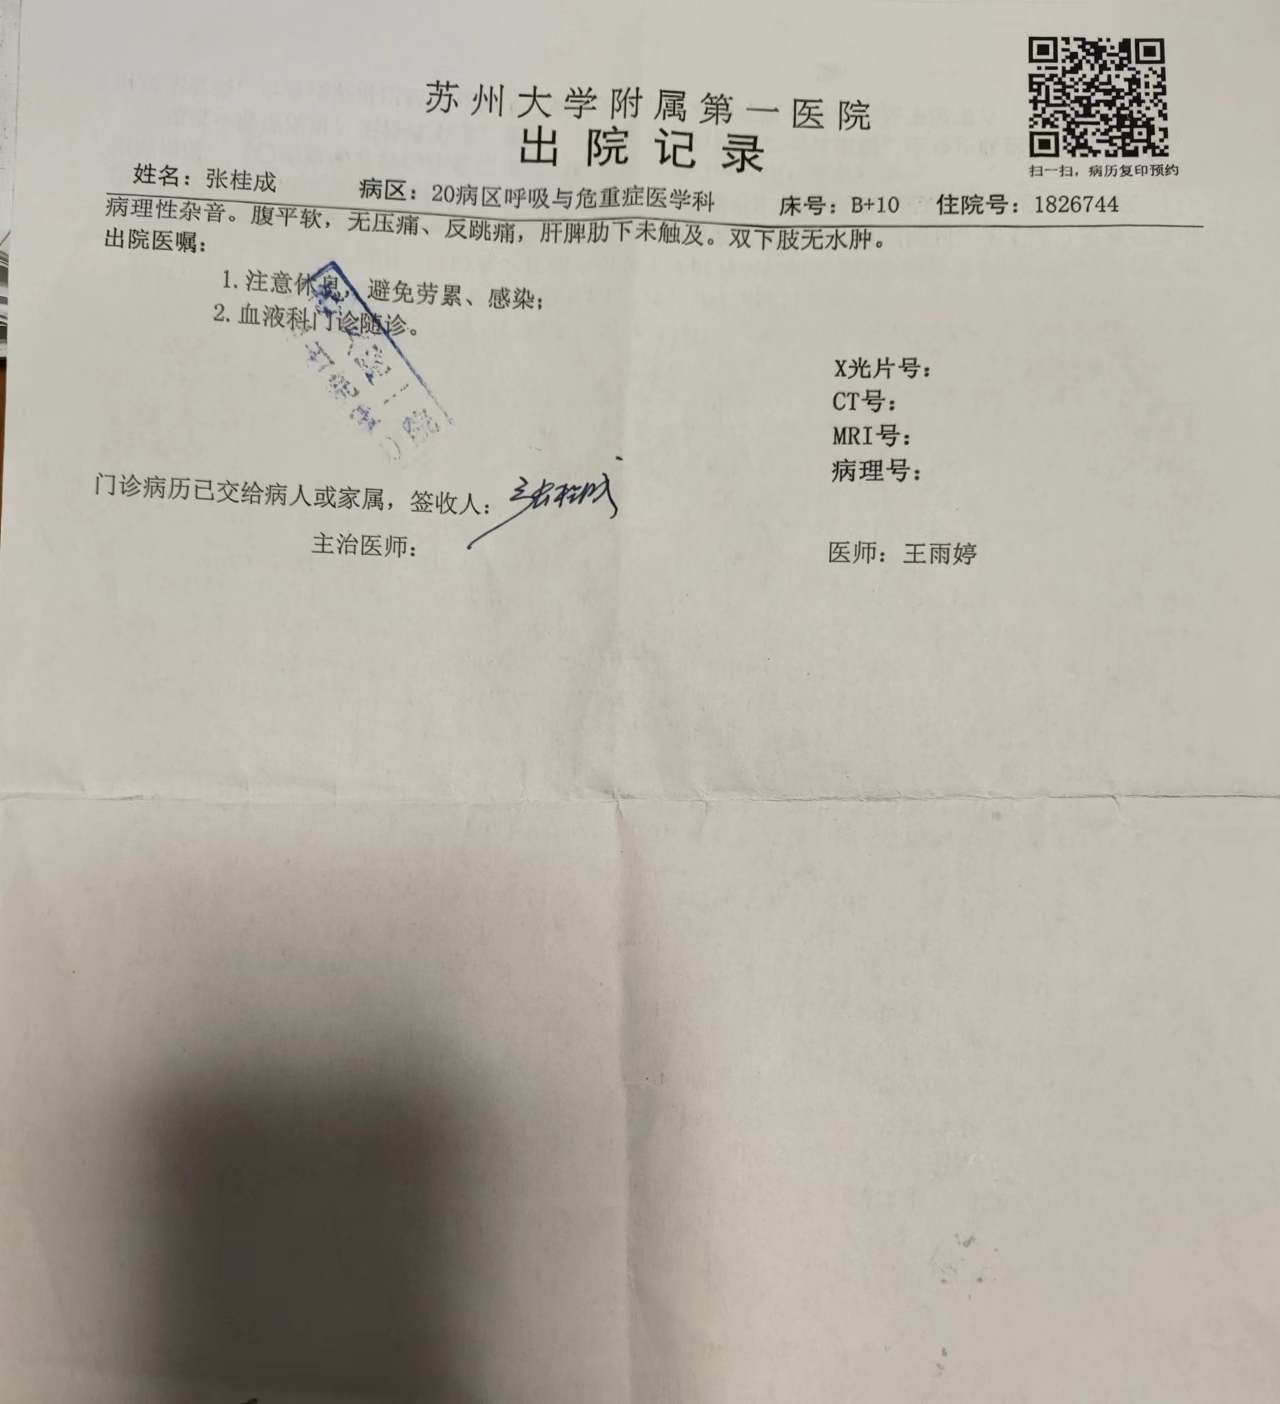 苏州大学附属第一医院
出院记录
扫一扫，病历复印预约
姓名：张桂成 病区：20病区呼吸与危重症医学科 床号：B+10 住院号：1826744
病理性杂音。腹平软，无压痛、反跳痛，肝脾肋下未触及。双下肢无水肿。
出院医嘱：
1. 注意休息，避免劳累、感染；
2. 血液科门诊随诊。
X光片号：
CT号：
MRI号：
病理号：
门诊病历已交给病人或家属，签收人：张桂成
主治医师： 医师：王雨婷